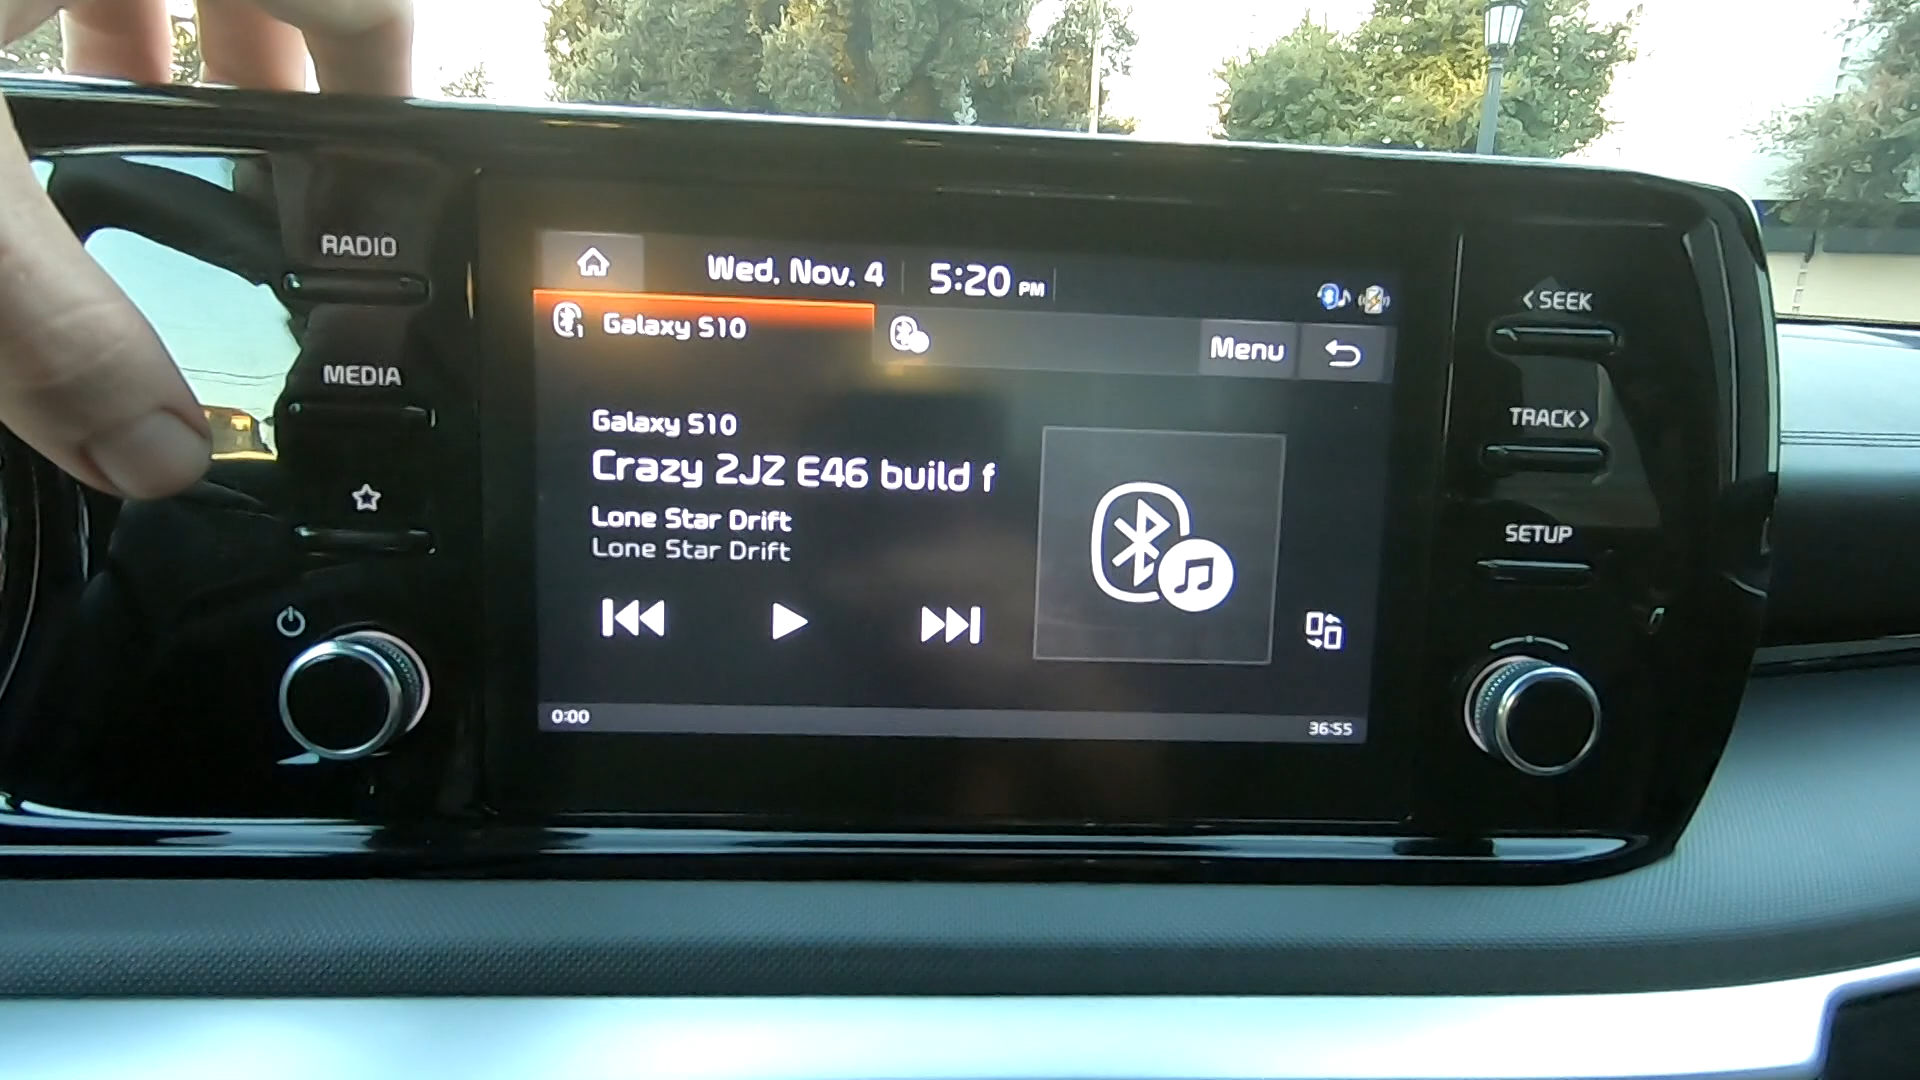 RADIO
MEDIA
Wed, Nov. 4 5:20 PM
1 Galaxy S10
Menu
Galaxy S10
Crazy 2JZ E46 build f
Lone Star Drift
Lone Star Drift
0:00
36:55
< SEEK
TRACK >
SETUP